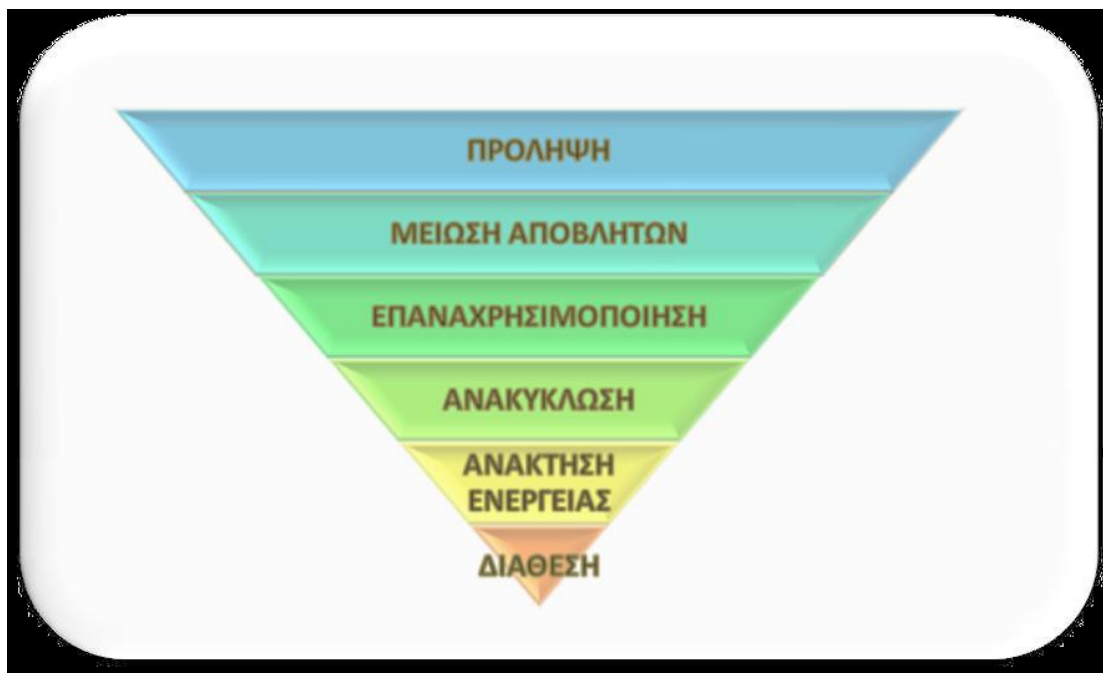 ΠΡΟΛΗΨΗ
ΜΕΙΩΣΗ ΑΠΟΒΛΗΤΩΝ
ΕΠΑΝΑΧΡΗΣΙΜΟΠΟΙΗΣΗ
ΑΝΑΚΥΚΛΩΣΗ
ΑΝΑΚΤΗΣΗ
ΕΝΕΡΓΕΙΑΣ
ΔΙΑΘΕΣΗ